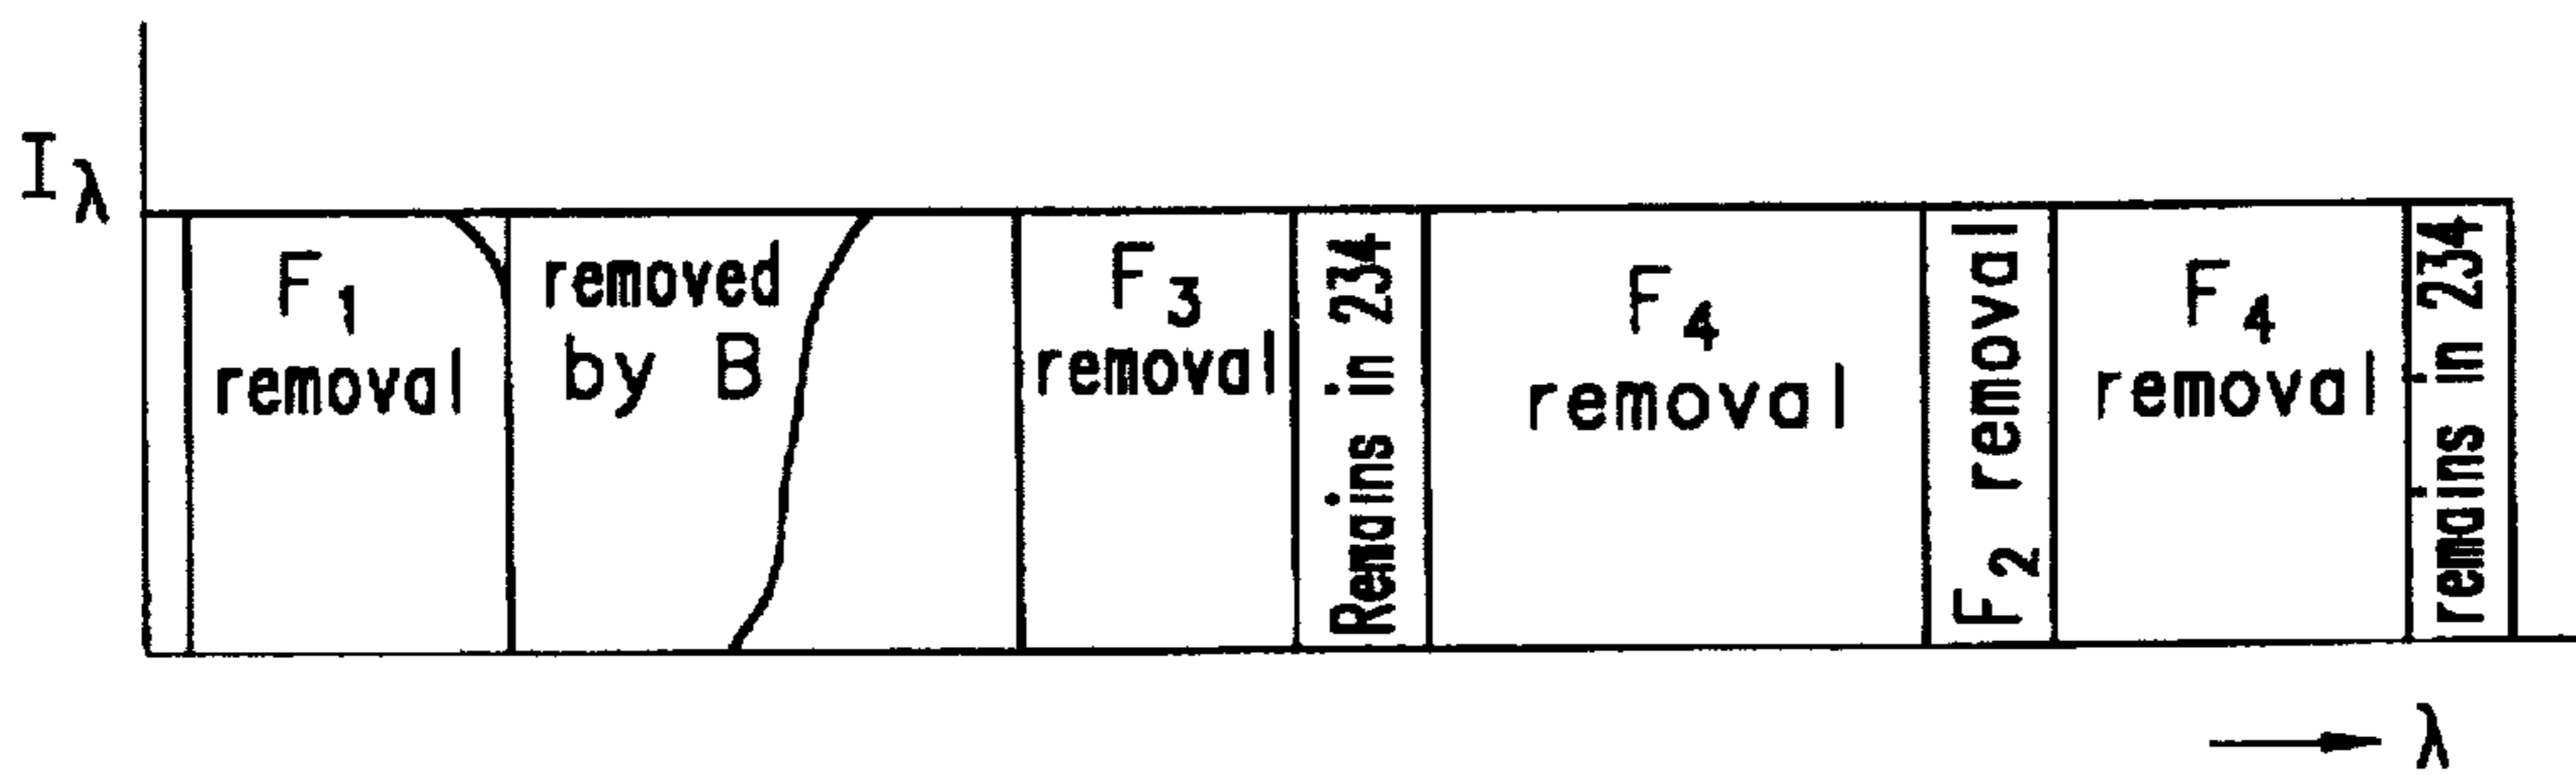 Iλ
F1
removal
removed
by B
F3
removal
Remains in 234
F4
removal
F2 removal
F4
removal
remains in 234
λ